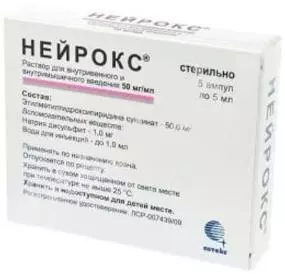 НЕЙРОКС®
Раствор для внутривенного и
внутримышечного введения 50 мг/мл
стерильно
5 ампул
по 5 мл
Состав:
Этилметилгидроксипиридина сукцинат - 50,0 мг
Вспомогательные вещества:
Натрия дисульфит - 1,0 мг
Вода для инъекций - до 1,0 мл
Применять по назначению врача.
Отпускается по рецепту.
Хранить в сухом защищенном от света месте
при температуре не выше 25 °С.
Хранить в недоступном для детей месте.
Регистрационное удостоверение: ЛСР-007439/09
сотекс
НЕЙРОКС®